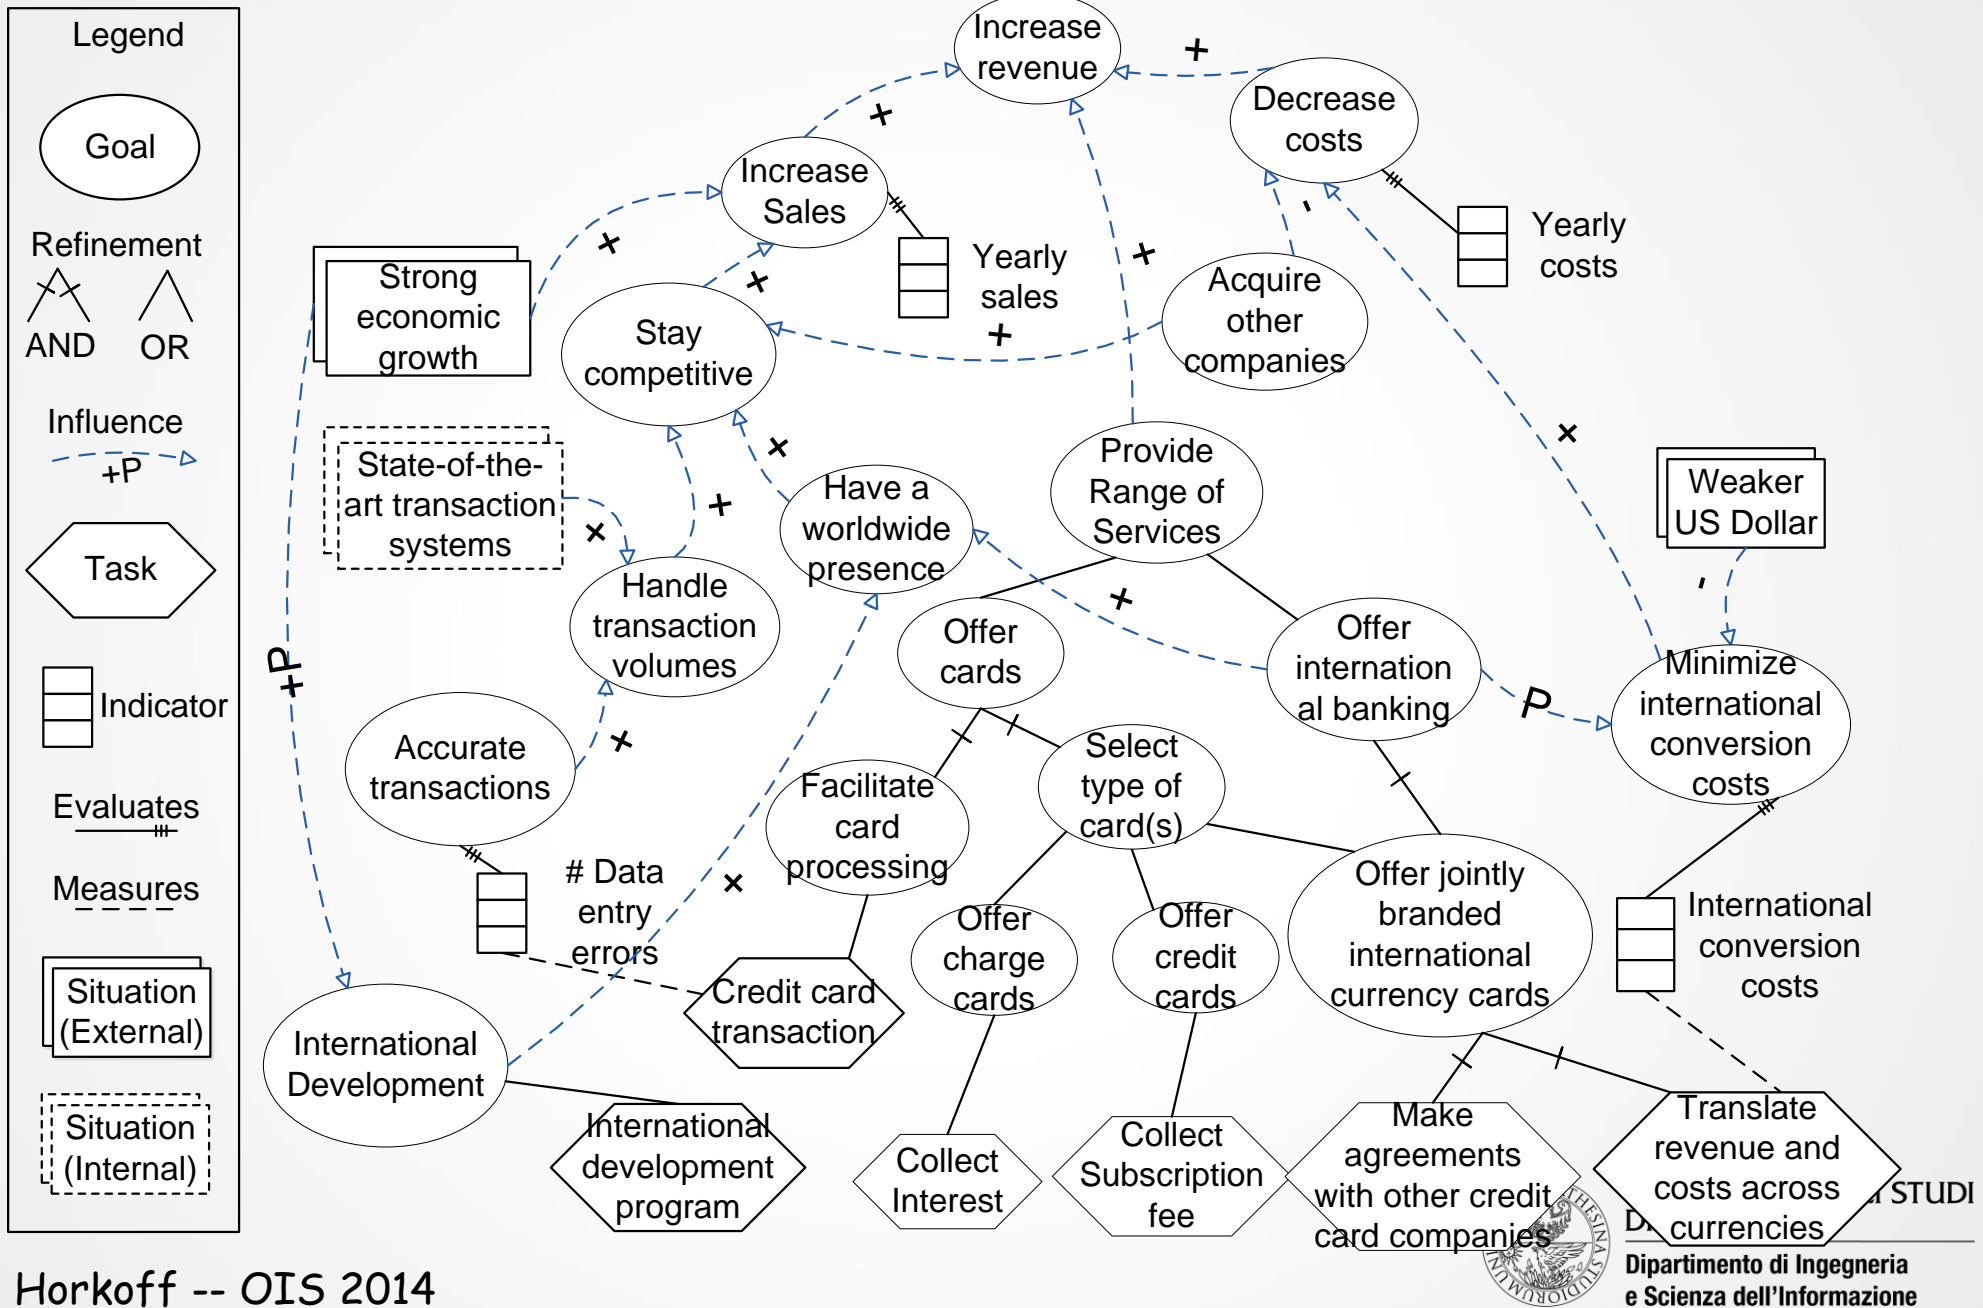 Legend
Goal
Refinement
AND
OR
Influence
+P
Task
Indicator
Evaluates
Measures
Situation
(External)
Situation
(Internal)
Increase
revenue
+
Decrease
costs
+
Increase
Sales
Yearly
sales
-
Yearly
costs
+
+
+
Strong
economic
growth
Stay
competitive
+
Acquire
other
companies
State-of-the-
art transaction
systems
+
+
+
Have a
worldwide
presence
Provide
Range of
Services
+
Weaker
US Dollar
-
Handle
transaction
volumes
+
Offer
cards
Offer
internation
al banking
Minimize
international
conversion
costs
+P
P
Accurate
transactions
+
Facilitate
card
processing
Select
type of
card(s)
# Data
entry
errors
+
Offer
charge
cards
Offer
credit
cards
Offer jointly
branded
international
currency cards
International
conversion
costs
Credit card
transaction
International
Development
International
development
program
Collect
Interest
Collect
Subscription
fee
Make
agreements
with other credit
card companies
Translate
revenue and
costs across
currencies
STUDI
Dipartimento di Ingegneria
e Scienza dell'Informazione
Horkoff -- OIS 2014